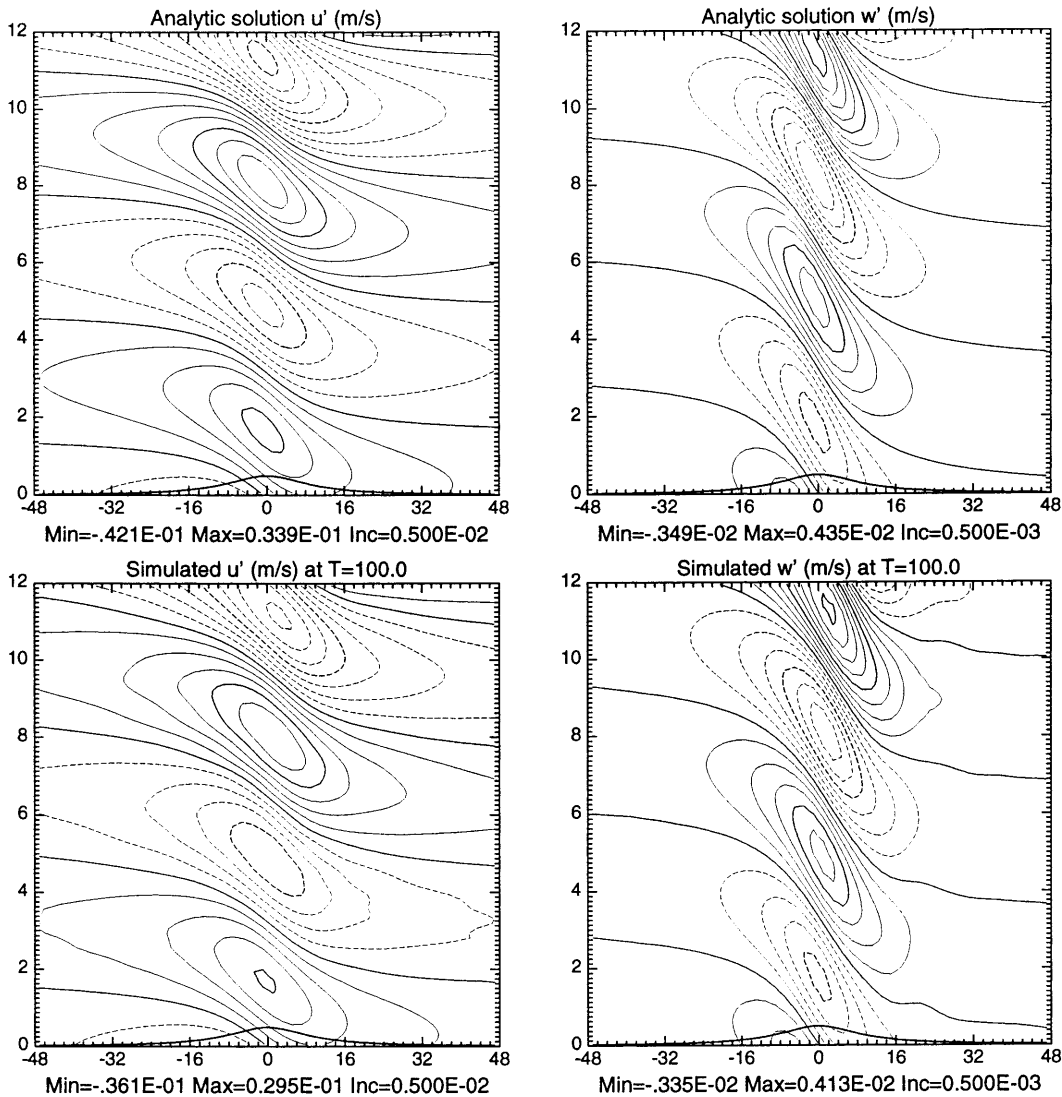 Analytic solution u' (m/s)
12
10
8
6
4
2
0
-48 -32 -16 0 16 32 48
Min=-.421E-01 Max=0.339E-01 Inc=0.500E-02
Analytic solution w' (m/s)
12
10
8
6
4
2
0
-48 -32 -16 0 16 32 48
Min=-.349E-02 Max=0.435E-02 Inc=0.500E-03
Simulated u' (m/s) at T=100.0
12
10
8
6
4
2
0
-48 -32 -16 0 16 32 48
Min=-.361E-01 Max=0.295E-01 Inc=0.500E-02
Simulated w' (m/s) at T=100.0
12
10
8
6
4
2
0
-48 -32 -16 0 16 32 48
Min=-.335E-02 Max=0.413E-02 Inc=0.500E-03